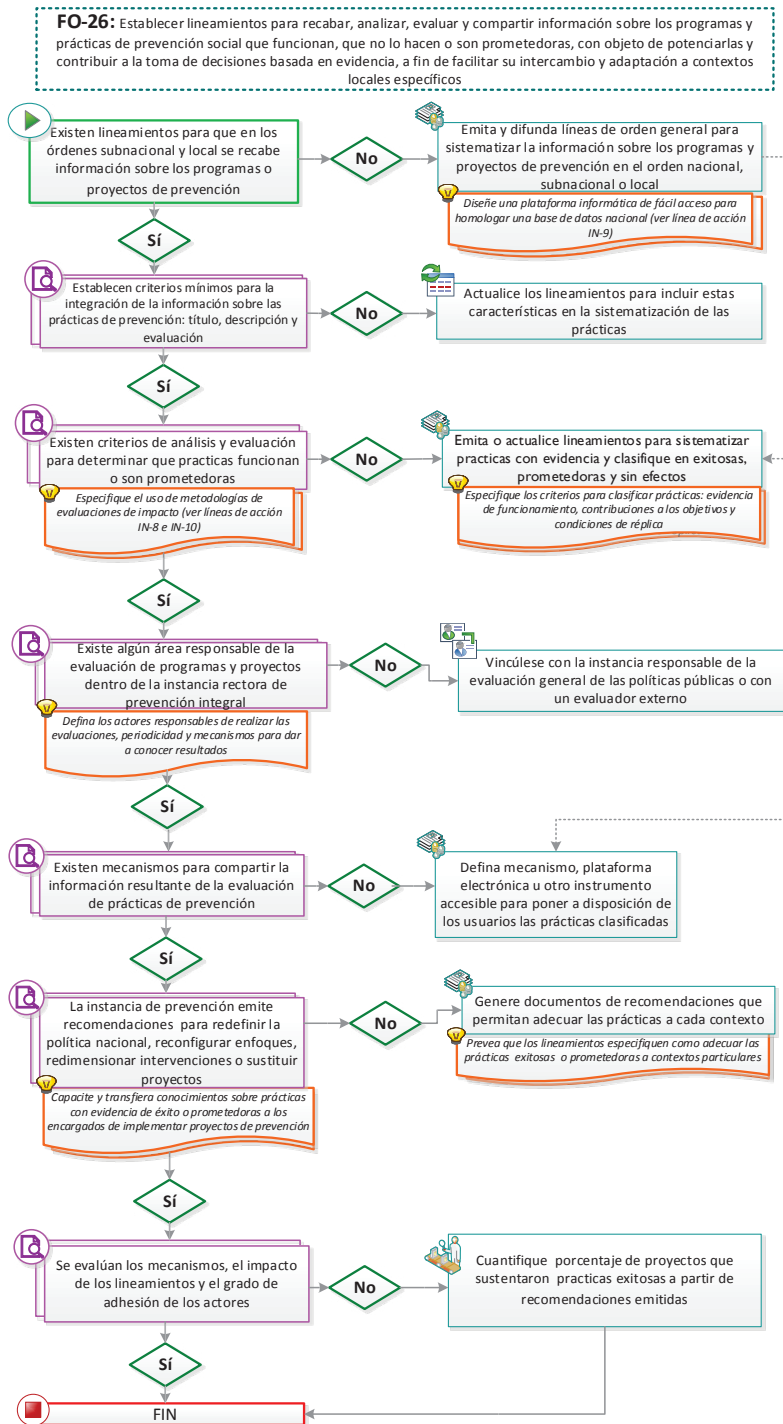 FO-26: Establecer lineamientos para recabar, analizar, evaluar y compartir información sobre los programas y
prácticas de prevención social que funcionan, que no lo hacen o son prometedoras, con objeto de potenciarlas y
contribuir a la toma de decisiones basada en evidencia, a fin de facilitar su intercambio y adaptación a contextos
locales específicos
Existen lineamientos para que en los
órdenes subnacional y local se recabe
información sobre los programas o
proyectos de prevención
No
Emita y difunda líneas de orden general para
sistematizar la información sobre los programas y
proyectos de prevención en el orden nacional,
subnacional o local
Diseñe una plataforma informática de fácil acceso para
homologar una base de datos nacional (ver línea de acción
IN-9)
Sí
Establecen criterios mínimos para la
integración de la información sobre las
prácticas de prevención: título, descripción y
evaluación
No
Actualice los lineamientos para incluir estas
características en la sistematización de las
prácticas
Sí
Existen criterios de análisis y evaluación
para determinar que practicas funcionan
o son prometedoras
Especifique el uso de metodologías de
evaluaciones de impacto (ver líneas de acción
IN-8 e IN-10)
No
Emita o actualice lineamientos para sistematizar
practicas con evidencia y clasifique en exitosas,
prometedoras y sin efectos
Especifique los criterios para clasificar prácticas: evidencia
de funcionamiento, contribuciones a los objetivos y
condiciones de réplica
Sí
Existe algún área responsable de la
evaluación de programas y proyectos
dentro de la instancia rectora de
prevención integral
Defina los actores responsables de realizar las
evaluaciones, periodicidad y mecanismos para dar
a conocer resultados
No
Vincúlese con la instancia responsable de la
evaluación general de las políticas públicas o con
un evaluador externo
Sí
Existen mecanismos para compartir la
información resultante de la evaluación
de prácticas de prevención
No
Defina mecanismo, plataforma
electrónica u otro instrumento
accesible para poner a disposición de
los usuarios las prácticas clasificadas
Sí
La instancia de prevención emite
recomendaciones para redefinir la
política nacional, reconfigurar enfoques,
redimensionar intervenciones o sustituir
proyectos
Capacite y transfiera conocimientos sobre prácticas
con evidencia de éxito o prometedoras a los
encargados de implementar proyectos de prevención
No
Genere documentos de recomendaciones que
permitan adecuar las prácticas a cada contexto
Prevea que los lineamientos especifiquen como adecuar las
prácticas exitosas o prometedoras a contextos particulares
Sí
Se evalúan los mecanismos, el impacto
de los lineamientos y el grado de
adhesión de los actores
No
Cuantifique porcentaje de proyectos que
sustentaron practicas exitosas a partir de
recomendaciones emitidas
Sí
FIN